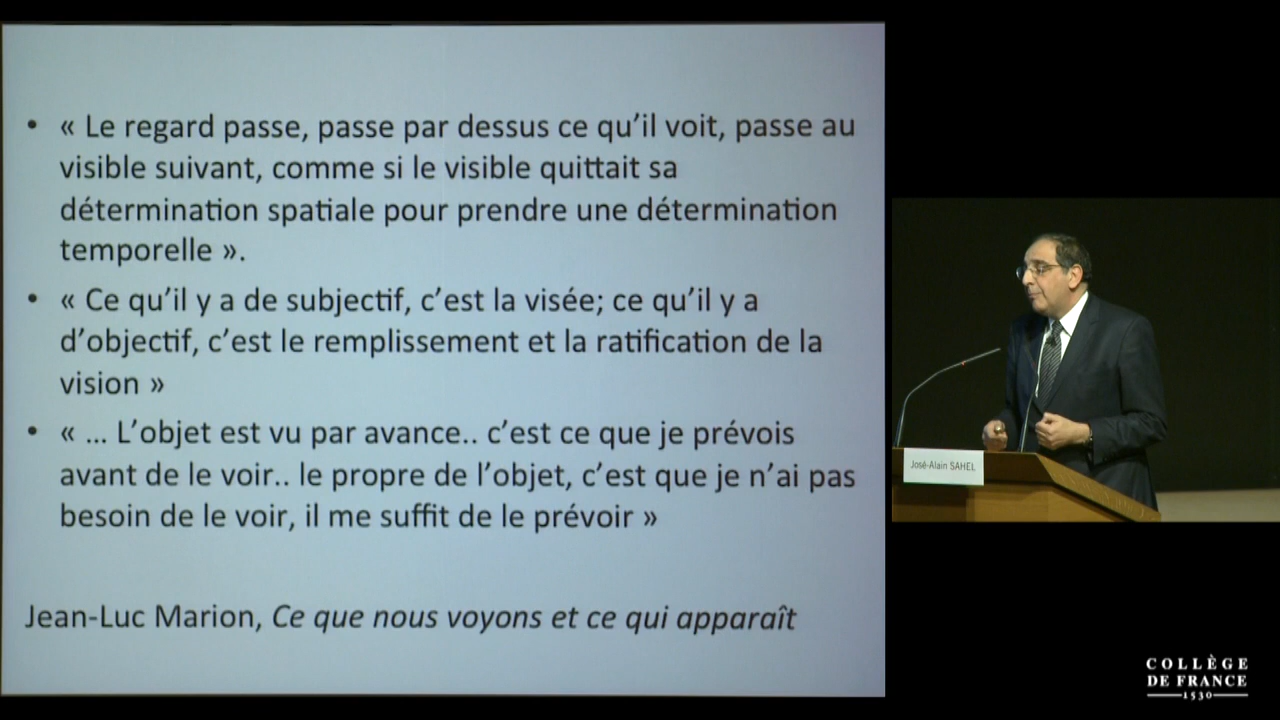 • « Le regard passe, passe par dessus ce qu’il voit, passe au
visible suivant, comme si le visible quittait sa
détermination spatiale pour prendre une détermination
temporelle ».
• « Ce qu’il y a de subjectif, c’est la visée; ce qu’il y a
d’objectif, c’est le remplissement et la ratification de la
vision »
• « ... L’objet est vu par avance.. c’est ce que je prévois
avant de le voir.. le propre de l’objet, c’est que je n’ai pas
besoin de le voir, il me suffit de le prévoir »
Jean-Luc Marion, Ce que nous voyons et ce qui apparaît
José-Alain SAHEL
COLLÈGE
DE FRANCE
1530